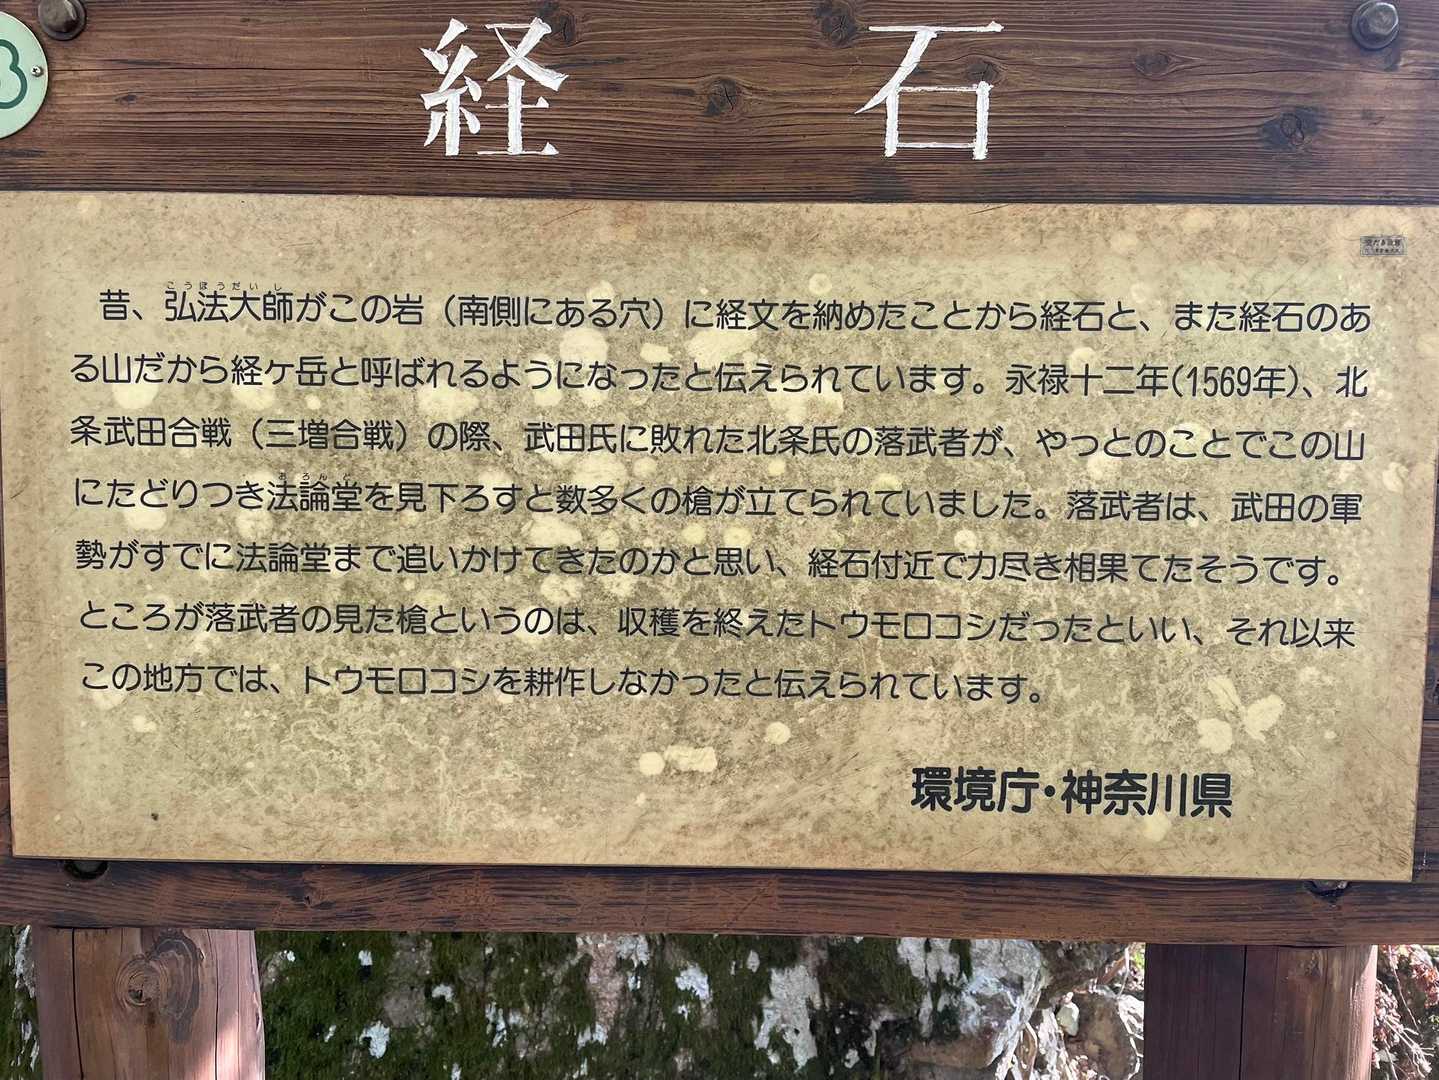 経石
昔、弘法大師がこの岩（南側にある穴）に経文を納めたことから経石と、また経石のあ
こうぼうだいし
る山だから経ケ岳と呼ばれるようになったと伝えられています。永禄十二年(1569年)、北
条武田合戦（三増合戦）の際、武田氏に敗れた北条氏の落武者が、やっとのことでこの山
にたどりつき法論堂を見下ろすと数多くの槍が立てられていました。落武者は、武田の軍
勢がすでに法論堂まで追いかけてきたのかと思い、経石付近で力尽き相果てたそうです。
ところが落武者の見た槍というのは、収穫を終えたトウモロコシだったといい、それ以来
この地方では、トウモロコシを耕作しなかったと伝えられています。
環境庁・神奈川県